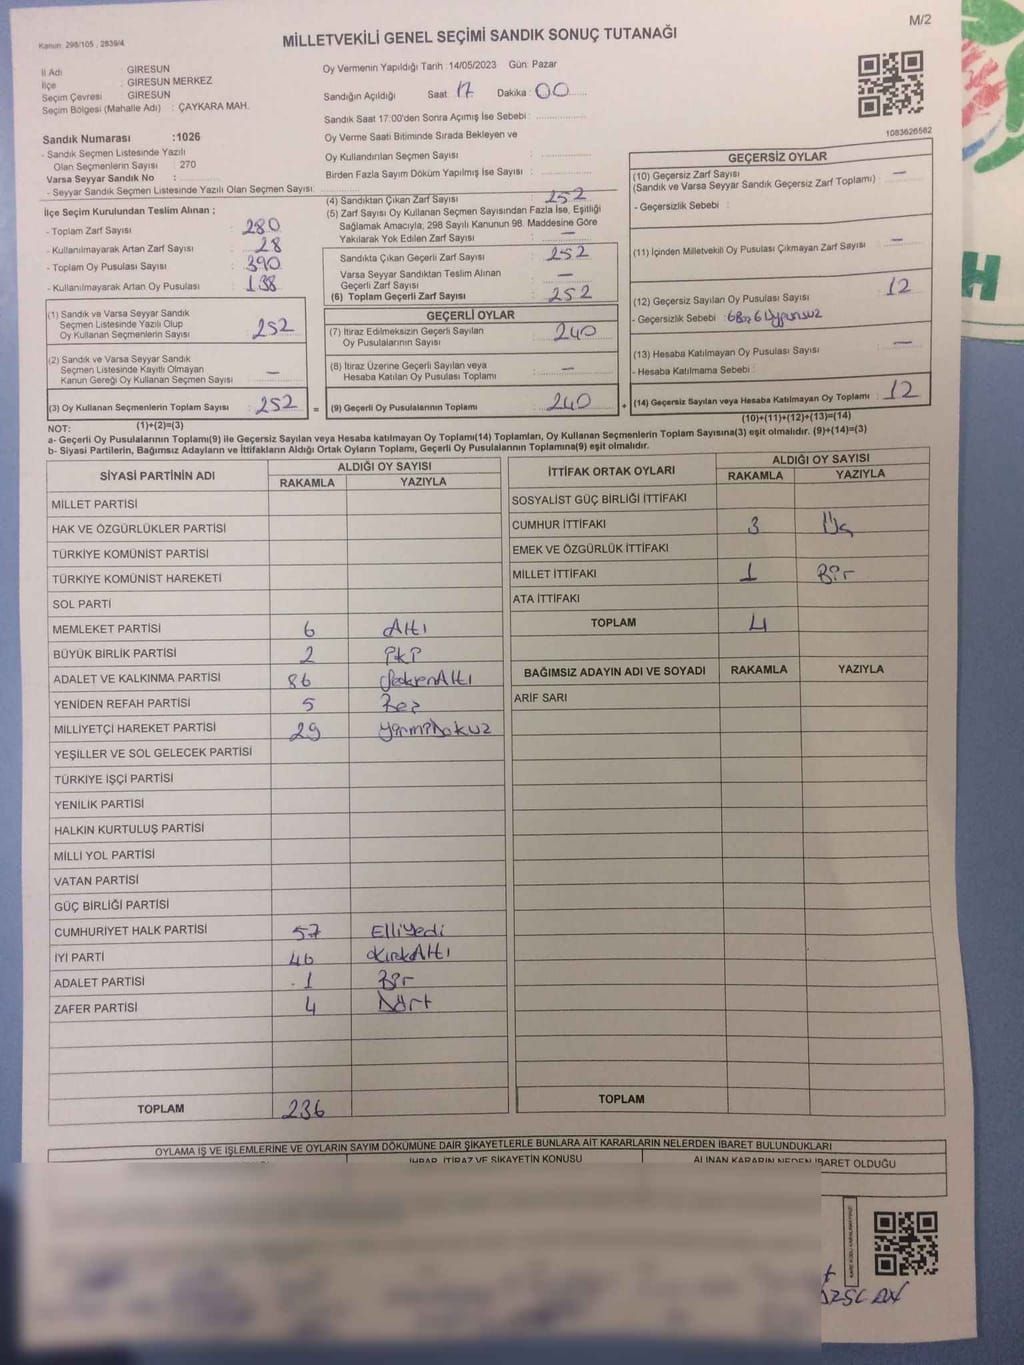 M/2
Kanun: 298/105 , 2839/4
MİLLETVEKİLİ GENEL SEÇİMİ SANDIK SONUÇ TUTANAĞI
İl Adı : GİRESUN
İlçe : GİRESUN MERKEZ
Seçim Çevresi : GİRESUN
Seçim Bölgesi (Mahalle Adı) : ÇAYKARA MAH.
Sandık Numarası :1026
- Sandık Seçmen Listesinde Yazılı
Olan Seçmenlerin Sayısı : 270
Varsa Seyyar Sandık No :
- Seyyar Sandık Seçmen Listesinde Yazılı Olan Seçmen Sayısı:
Oy Vermenin Yapıldığı Tarih :14/05/2023 Gün: Pazar
Sandığın Açıldığı Saat 17 Dakika : 00
Sandık Saat 17:00'den Sonra Açımış İse Sebebi :
Oy Verme Saati Bitiminde Sırada Bekleyen ve
Oy Kullandırılan Seçmen Sayısı :
Birden Fazla Sayım Döküm Yapılmış İse Sayısı :
1083626582
İlçe Seçim Kurulundan Teslim Alınan ;
- Toplam Zarf Sayısı : 280
- Kullanılmayarak Artan Zarf Sayısı : 28
- Toplam Oy Pusulası Sayısı : 390
- Kullanılmayarak Artan Oy Pusulası : 138
(1) Sandık ve Varsa Seyyar Sandık
Seçmen Listesinde Yazılı Olup
Oy Kullanan Seçmenlerin Sayısı : 252
(2) Sandık ve Varsa Seyyar Sandık
Seçmen Listesinde Kayıtlı Olmayan
Kanun Gereği Oy Kullanan Seçmen Sayısı : —
(3) Oy Kullanan Seçmenlerin Toplam Sayısı : 252 =
(4) Sandıktan Çıkan Zarf Sayısı : 252
(5) Zarf Sayısı Oy Kullanan Seçmen Sayısından Fazla İse, Eşitliği
Sağlamak Amacıyla, 298 Sayılı Kanunun 98. Maddesine Göre
Yakılarak Yok Edilen Zarf Sayısı : —
Sandıkta Çıkan Geçerli Zarf Sayısı : 252
Varsa Seyyar Sandıktan Teslim Alınan
Geçerli Zarf Sayısı : —
(6) Toplam Geçerli Zarf Sayısı : 252
GEÇERLİ OYLAR
(7) İtiraz Edilmeksizin Geçerli Sayılan
Oy Pusulalarının Sayısı : 240
(8) İtiraz Üzerine Geçerli Sayılan veya
Hesaba Katılan Oy Pusulası Toplamı : —
(9) Geçerli Oy Pusulalarının Toplamı : 240 +
GEÇERSİZ OYLAR
(10) Geçersiz Zarf Sayısı : —
(Sandık ve Varsa Seyyar Sandık Geçersiz Zarf Toplamı)
- Geçersizlik Sebebi :
(11) İçinden Milletvekili Oy Pusulası Çıkmayan Zarf Sayısı : —
(12) Geçersiz Sayılan Oy Pusulası Sayısı : 12
- Geçersizlik Sebebi :
(13) Hesaba Katılmayan Oy Pusulası Sayısı : —
- Hesaba Katılmama Sebebi :
(14) Geçersiz Sayılan veya Hesaba Katılmayan Oy Toplamı : 12
NOT: (1)+(2)=(3) (10)+(11)+(12)+(13)=(14)
a- Geçerli Oy Pusulalarının Toplamı(9) ile Geçersiz Sayılan veya Hesaba katılmayan Oy Toplamı(14) Toplamları, Oy Kullanan Seçmenlerin Toplam Sayısına(3) eşit olmalıdır. (9)+(14)=(3)
b- Siyasi Partilerin, Bağımsız Adayların ve İttifakların Aldığı Ortak Oyların Toplamı, Geçerli Oy Pusulalarının Toplamına(9) eşit olmalıdır.
SİYASİ PARTİNİN ADI ALDIĞI OY SAYISI
RAKAMLA YAZIYLA
MİLLET PARTİSİ
HAK VE ÖZGÜRLÜKLER PARTİSİ
TÜRKİYE KOMÜNİST PARTİSİ
TÜRKİYE KOMÜNİST HAREKETİ
SOL PARTİ
MEMLEKET PARTİSİ 6 Altı
BÜYÜK BİRLİK PARTİSİ 2 İki
ADALET VE KALKINMA PARTİSİ 86 SeksenAltı
YENİDEN REFAH PARTİSİ 5 Beş
MİLLİYETÇİ HAREKET PARTİSİ 29 YirmiDokuz
YEŞİLLER VE SOL GELECEK PARTİSİ
TÜRKİYE İŞÇİ PARTİSİ
YENİLİK PARTİSİ
HALKIN KURTULUŞ PARTİSİ
MİLLİ YOL PARTİSİ
VATAN PARTİSİ
GÜÇ BİRLİĞİ PARTİSİ
CUMHURİYET HALK PARTİSİ 57 ElliYedi
İYİ PARTİ 46 KırkAltı
ADALET PARTİSİ 1 Bir
ZAFER PARTİSİ 4 Dört
TOPLAM 236
İTTİFAK ORTAK OYLARI ALDIĞI OY SAYISI
RAKAMLA YAZIYLA
SOSYALİST GÜÇ BİRLİĞİ İTTİFAKI
CUMHUR İTTİFAKI 3 Üç
EMEK VE ÖZGÜRLÜK İTTİFAKI
MİLLET İTTİFAKI 1 Bir
ATA İTTİFAKI
TOPLAM 4
BAĞIMSIZ ADAYIN ADI VE SOYADI RAKAMLA YAZIYLA
ARİF SARI
TOPLAM
OYLAMA İŞ VE İŞLEMLERİNE VE OYLARIN SAYIM DÖKÜMÜNE DAİR ŞİKAYETLERLE BUNLARA AİT KARARLARIN NELERDEN İBARET BULUNDUKLARI
İHBAR, İTİRAZ VE ŞİKAYETİN KONUSU ALINAN KARARIN NEDEN İBARET OLDUĞU
H